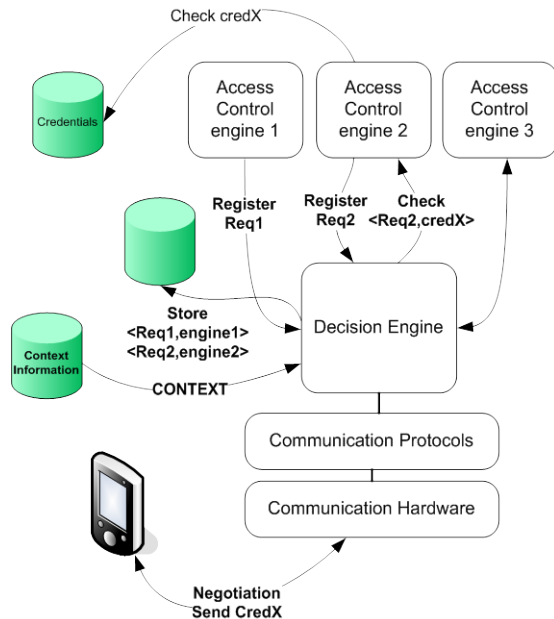 Check credX
Credentials
Access
Control
engine 1
Access
Control
engine 2
Access
Control
engine 3
Register
Req1
Register
Req2
Check
<Req2,credX>
Store
<Req1,engine1>
<Req2,engine2>
Decision Engine
Context
Information
CONTEXT
Communication Protocols
Communication Hardware
Negotiation
Send CredX